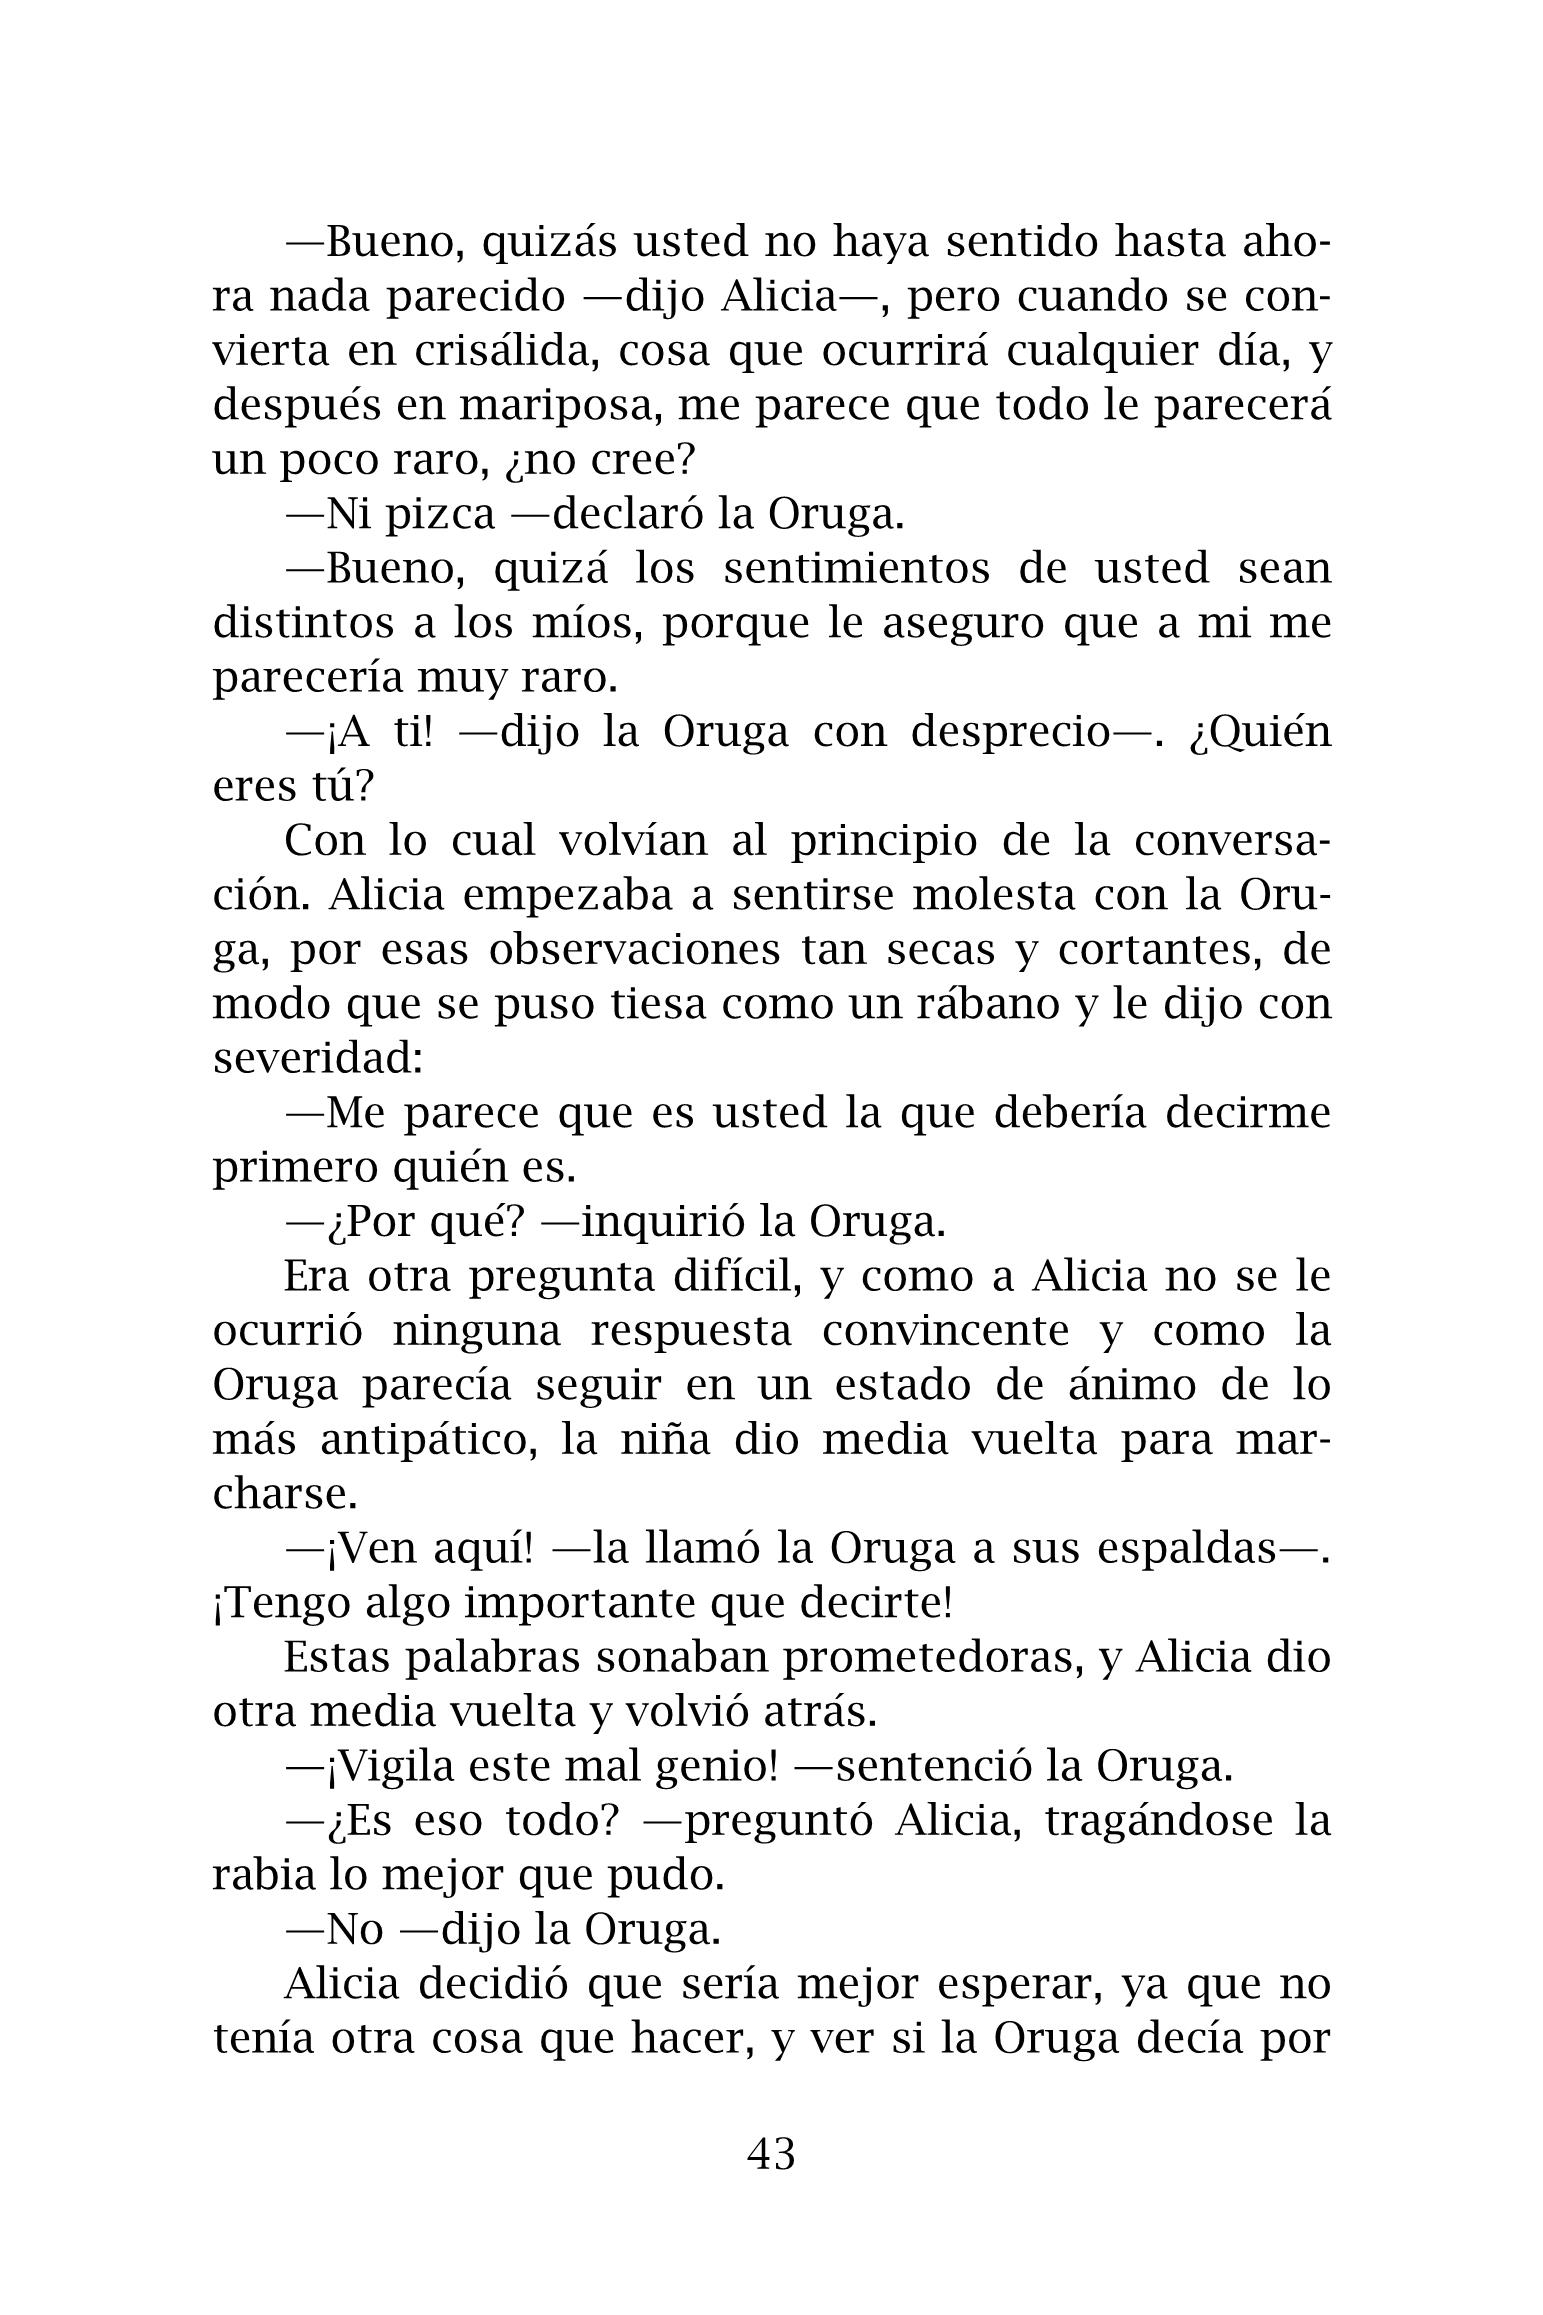 —Bueno, quizás usted no haya sentido hasta aho-
ra nada parecido —dijo Alicia—, pero cuando se con-
vierta en crisálida, cosa que ocurrirá cualquier día, y
después en mariposa, me parece que todo le parecerá
un poco raro, ¿no cree?
—Ni pizca —declaró la Oruga.
—Bueno, quizá los sentimientos de usted sean
distintos a los míos, porque le aseguro que a mi me
parecería muy raro.
—¡A ti! —dijo la Oruga con desprecio—. ¿Quién
eres tú?
Con lo cual volvían al principio de la conversa-
ción. Alicia empezaba a sentirse molesta con la Oru-
ga, por esas observaciones tan secas y cortantes, de
modo que se puso tiesa como un rábano y le dijo con
severidad:
—Me parece que es usted la que debería decirme
primero quién es.
—¿Por qué? —inquirió la Oruga.
Era otra pregunta difícil, y como a Alicia no se le
ocurrió ninguna respuesta convincente y como la
Oruga parecía seguir en un estado de ánimo de lo
más antipático, la niña dio media vuelta para mar-
charse.
—¡Ven aquí! —la llamó la Oruga a sus espaldas—.
¡Tengo algo importante que decirte!
Estas palabras sonaban prometedoras, y Alicia dio
otra media vuelta y volvió atrás.
—¡Vigila este mal genio! —sentenció la Oruga.
—¿Es eso todo? —preguntó Alicia, tragándose la
rabia lo mejor que pudo.
—No —dijo la Oruga.
Alicia decidió que sería mejor esperar, ya que no
tenía otra cosa que hacer, y ver si la Oruga decía por
43